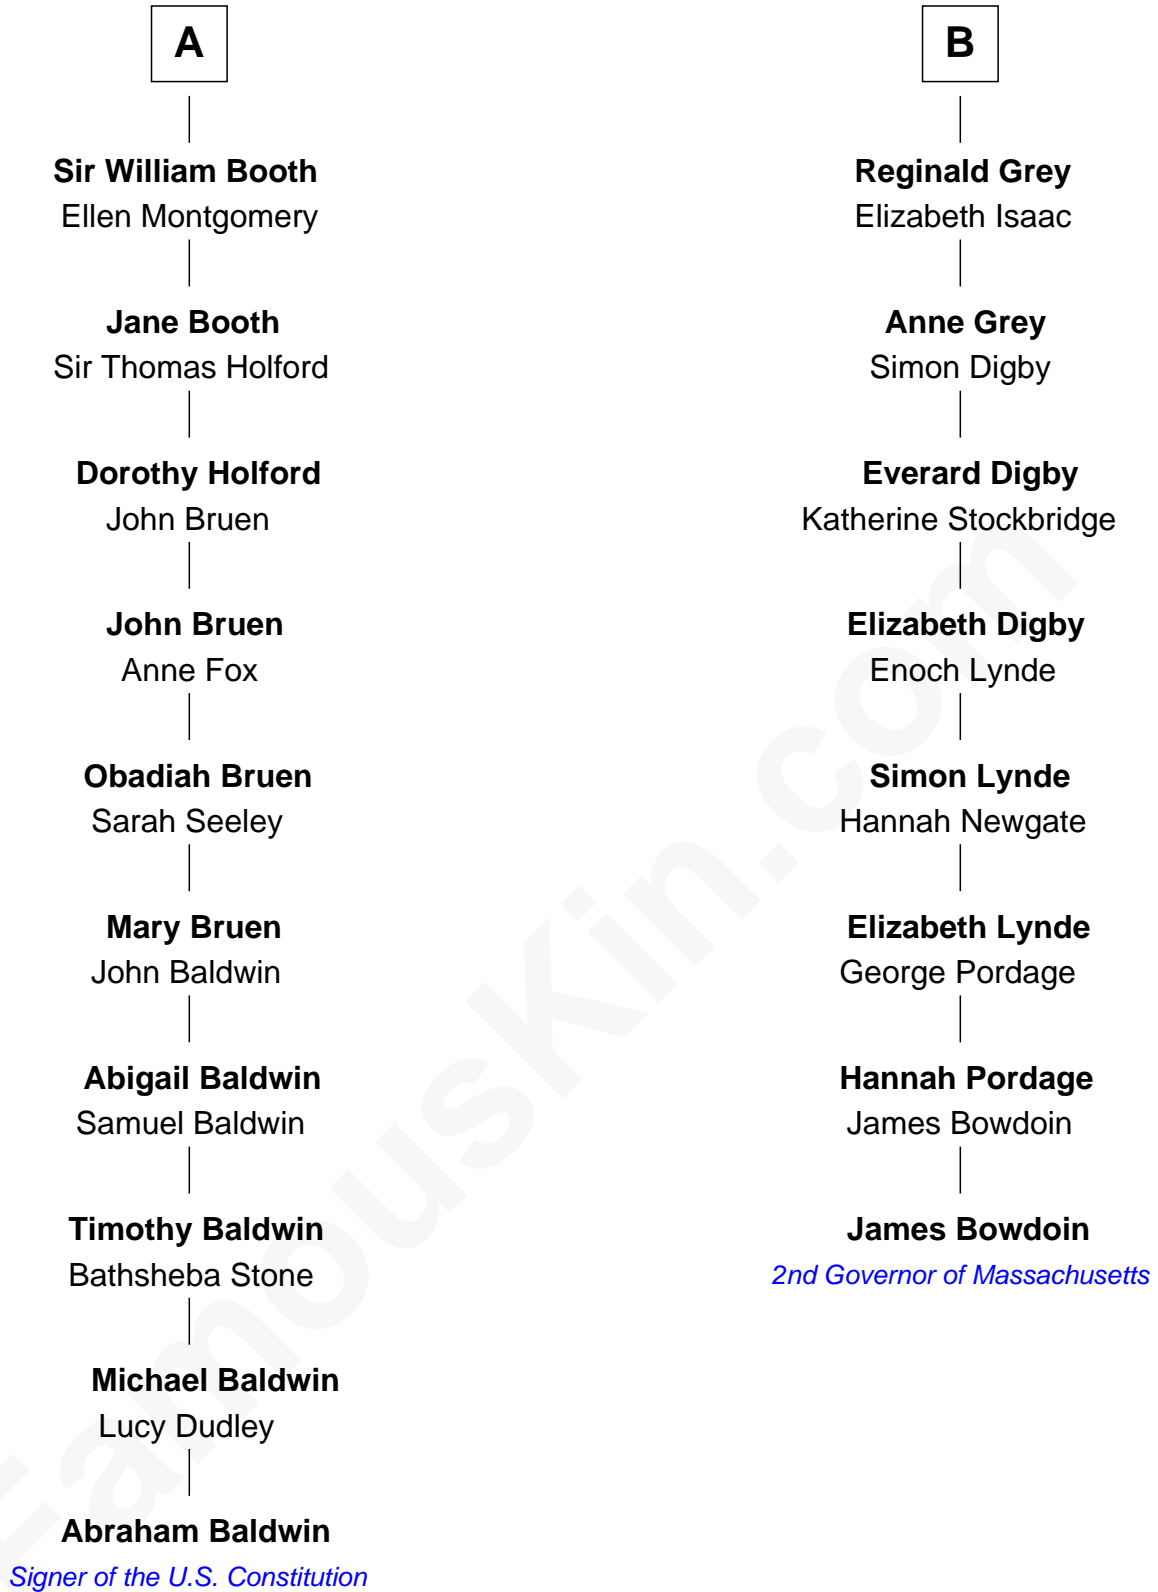 A
Sir William Booth
Ellen Montgomery
Jane Booth
Sir Thomas Holford
Dorothy Holford
John Bruen
John Bruen
Anne Fox
Obadiah Bruen
Sarah Seeley
Mary Bruen
John Baldwin
Abigail Baldwin
Samuel Baldwin
Timothy Baldwin
Bathsheba Stone
Michael Baldwin
Lucy Dudley
Abraham Baldwin
Signer of the U.S. Constitution
B
Reginald Grey
Elizabeth Isaac
Anne Grey
Simon Digby
Everard Digby
Katherine Stockbridge
Elizabeth Digby
Enoch Lynde
Simon Lynde
Hannah Newgate
Elizabeth Lynde
George Pordage
Hannah Pordage
James Bowdoin
James Bowdoin
2nd Governor of Massachusetts
FamousKin.com